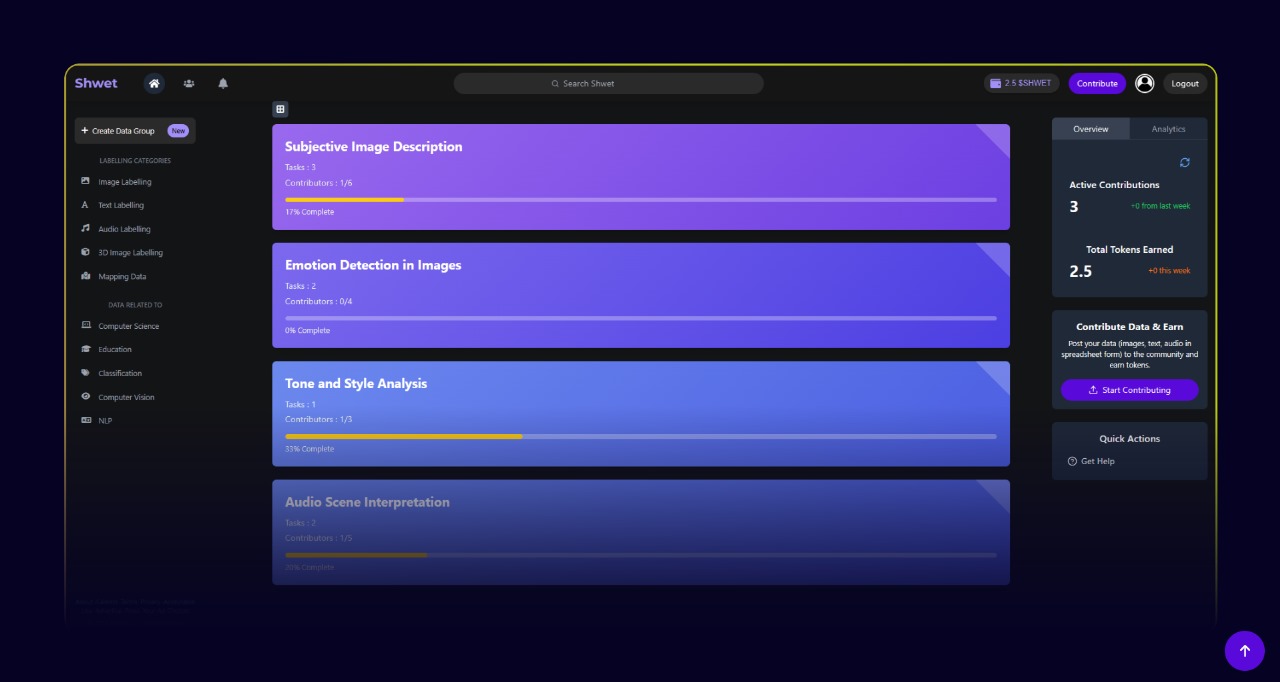 Shwet
Search Shwet
2.5 $SHWET
Contribute
Logout
+ Create Data Group New
LABELLING CATEGORIES
Image Labelling
Text Labelling
Audio Labelling
3D Image Labelling
Mapping Data
DATA RELATED TO
Computer Science
Education
Classification
Computer Vision
NLP
Subjective Image Description
Tasks : 3
Contributors : 1/6
17% Complete
Emotion Detection in Images
Tasks : 2
Contributors : 0/4
0% Complete
Tone and Style Analysis
Tasks : 1
Contributors : 1/3
33% Complete
Audio Scene Interpretation
Tasks : 2
Contributors : 1/5
20% Complete
Overview
Analytics
Active Contributions
3
+0 from last week
Total Tokens Earned
2.5
+0 this week
Contribute Data & Earn
Post your data (images, text, audio in
spreadsheet form) to the community and
earn tokens.
Start Contributing
Quick Actions
Get Help